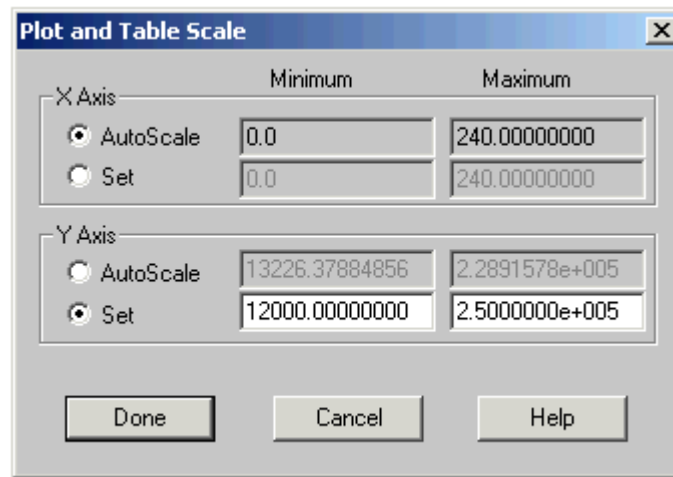 Plot and Table Scale
Minimum Maximum
X Axis
AutoScale 0.0 240.00000000
Set 0.0 240.00000000
Y Axis
AutoScale 13226.37884856 2.2891578e+005
Set 12000.00000000 2.5000000e+005
Done Cancel Help